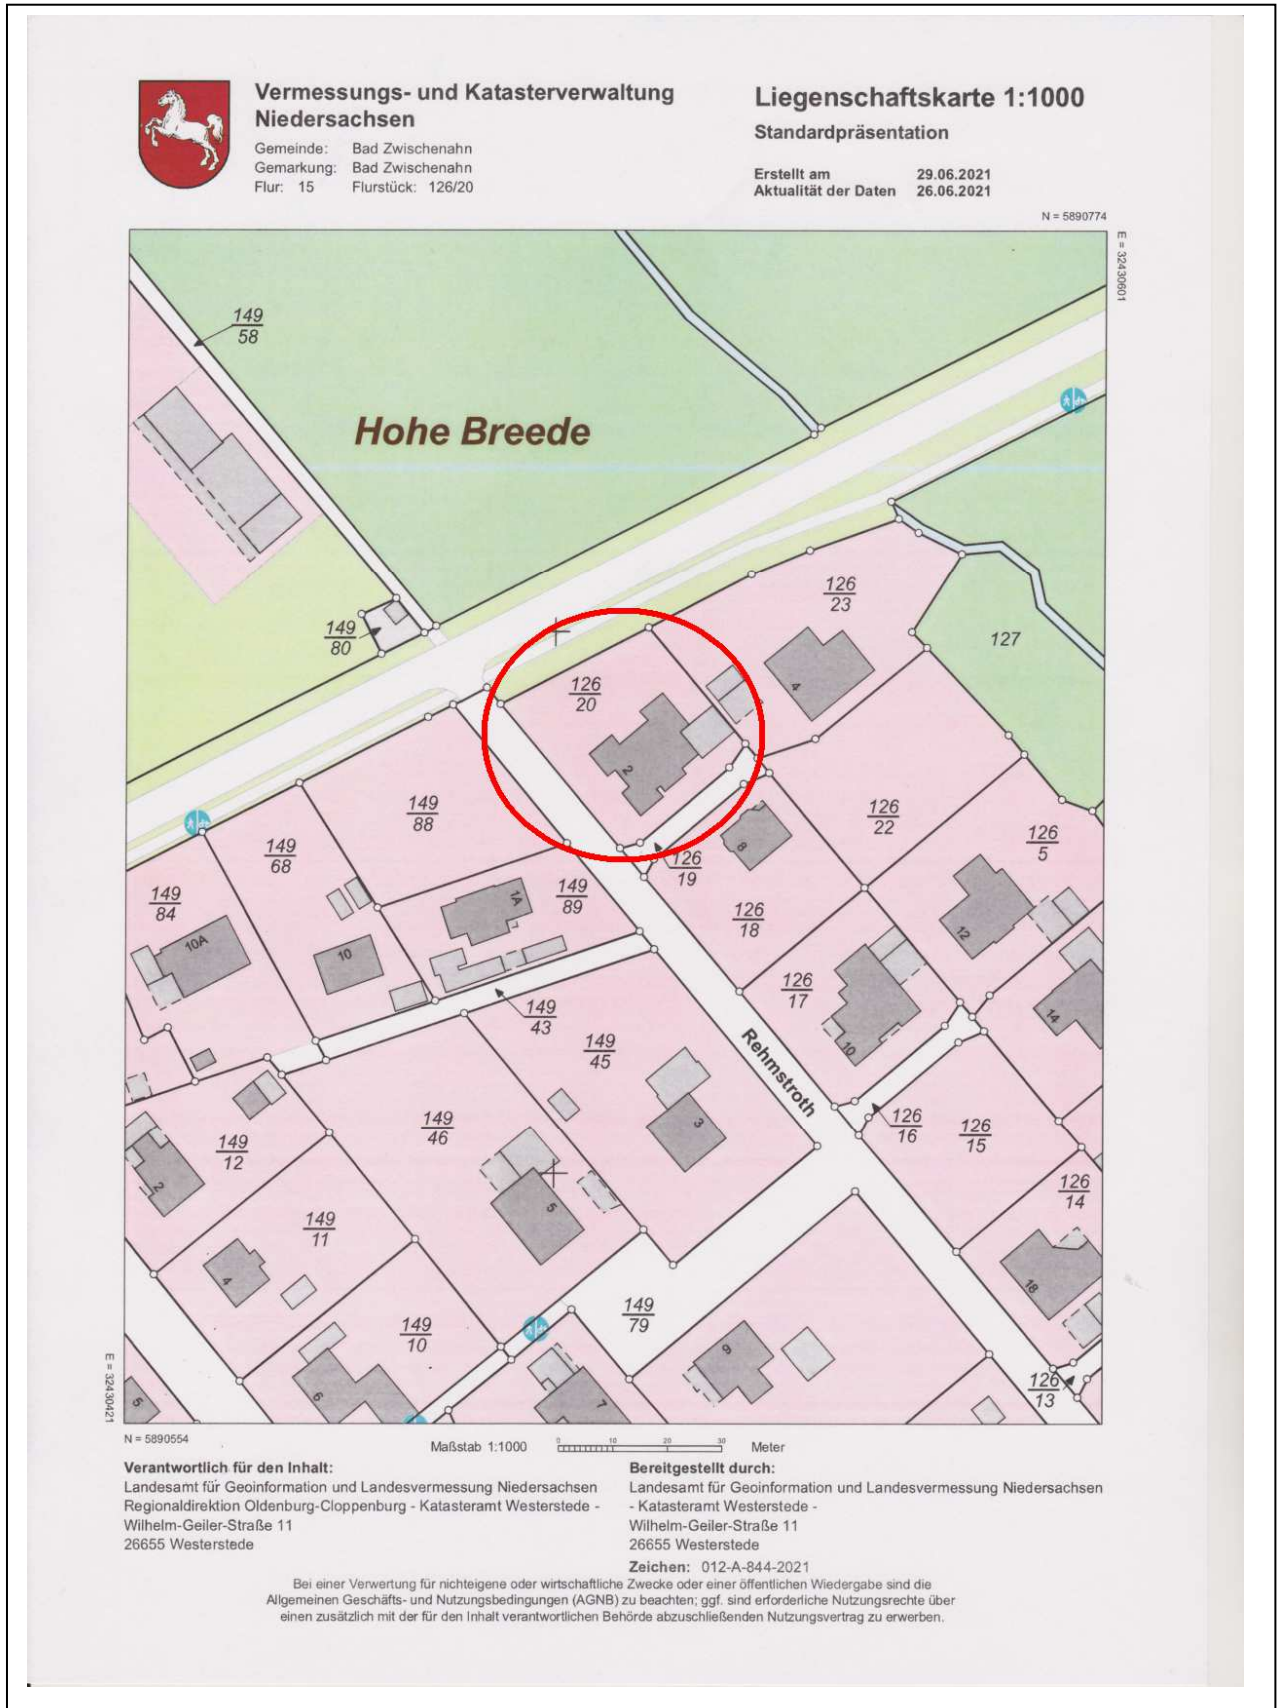 Vermessungs- und Katasterverwaltung
Niedersachsen
Gemeinde: Bad Zwischenahn
Gemarkung: Bad Zwischenahn
Flur: 15 Flurstück: 126/20
Liegenschaftskarte 1:1000
Standardpräsentation
Erstellt am 29.06.2021
Aktualität der Daten 26.06.2021
N = 5890774
E = 32430601
149
58
Hohe Breede
126
23
149
80
127
126
20
4
2
149
88
126
22
149
68
126
5
8
126
19
149
84
149
89
1A
126
18
10A
10
12
126
17
149
43
14
149
45
10
Rehmstroth
126
16
126
15
149
46
3
149
12
2
126
14
149
11
5
4
18
149
79
149
10
9
126
13
6
7
5
E = 32430421
N = 5890554
Maßstab 1:1000 0 10 20 30 Meter
Verantwortlich für den Inhalt:
Landesamt für Geoinformation und Landesvermessung Niedersachsen
Regionaldirektion Oldenburg-Cloppenburg - Katasteramt Westerstede -
Wilhelm-Geiler-Straße 11
26655 Westerstede
Bereitgestellt durch:
Landesamt für Geoinformation und Landesvermessung Niedersachsen
- Katasteramt Westerstede -
Wilhelm-Geiler-Straße 11
26655 Westerstede
Zeichen: 012-A-844-2021
Bei einer Verwertung für nichteigene oder wirtschaftliche Zwecke oder einer öffentlichen Wiedergabe sind die
Allgemeinen Geschäfts- und Nutzungsbedingungen (AGNB) zu beachten; ggf. sind erforderliche Nutzungsrechte über
einen zusätzlich mit der für den Inhalt verantwortlichen Behörde abzuschließenden Nutzungsvertrag zu erwerben.